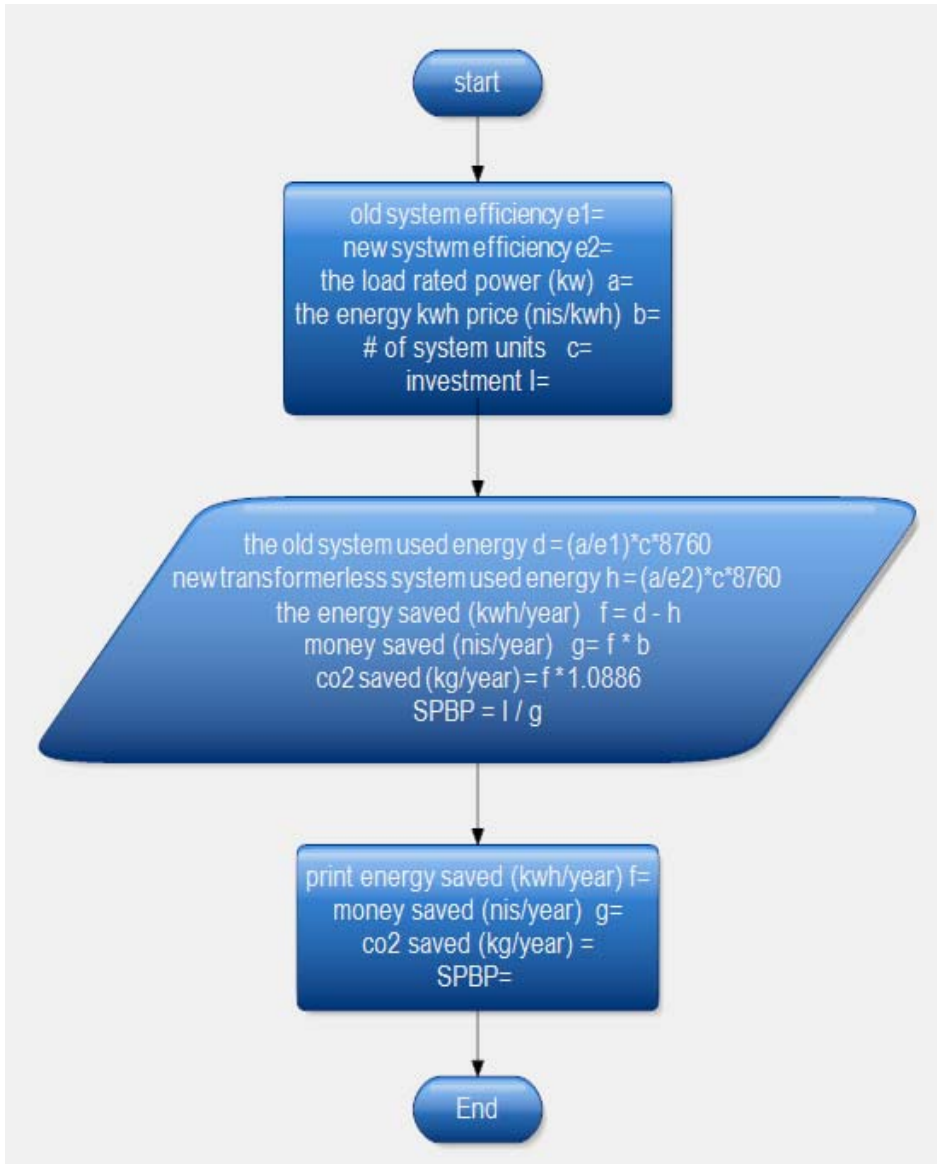 start
old system efficiency e1=
new systwm efficiency e2=
the load rated power (kw) a=
the energy kwh price (nis/kwh) b=
# of system units c=
investment I=
the old system used energy d = (a/e1)*c*8760
new transformerless system used energy h = (a/e2)*c*8760
the energy saved (kwh/year) f = d - h
money saved (nis/year) g= f * b
co2 saved (kg/year) = f * 1.0886
SPBP = I / g
print energy saved (kwh/year) f=
money saved (nis/year) g=
co2 saved (kg/year) =
SPBP=
End